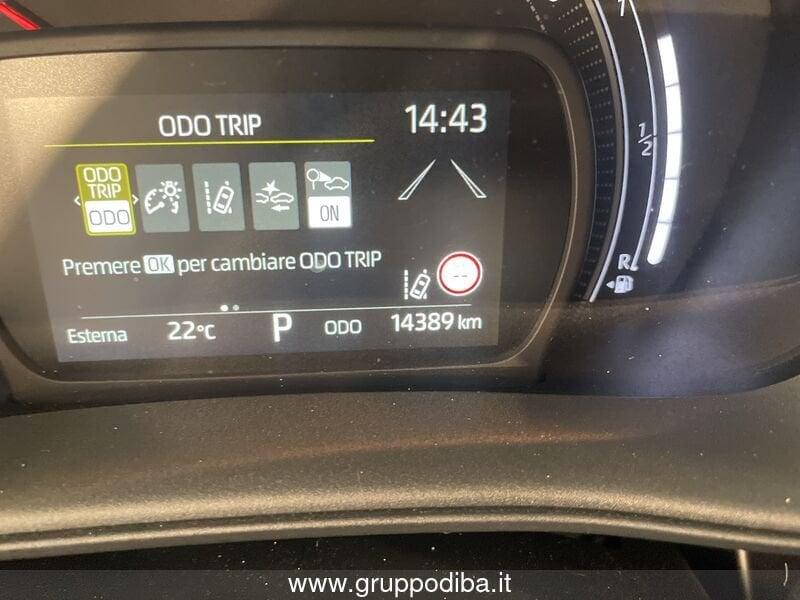 ODO TRIP
14:43
ODO
TRIP
ODO
ON
Premere OK per cambiare ODO TRIP
Esterna 22°C P ODO 14389 km
1
1/2
R
www.gruppodiba.it